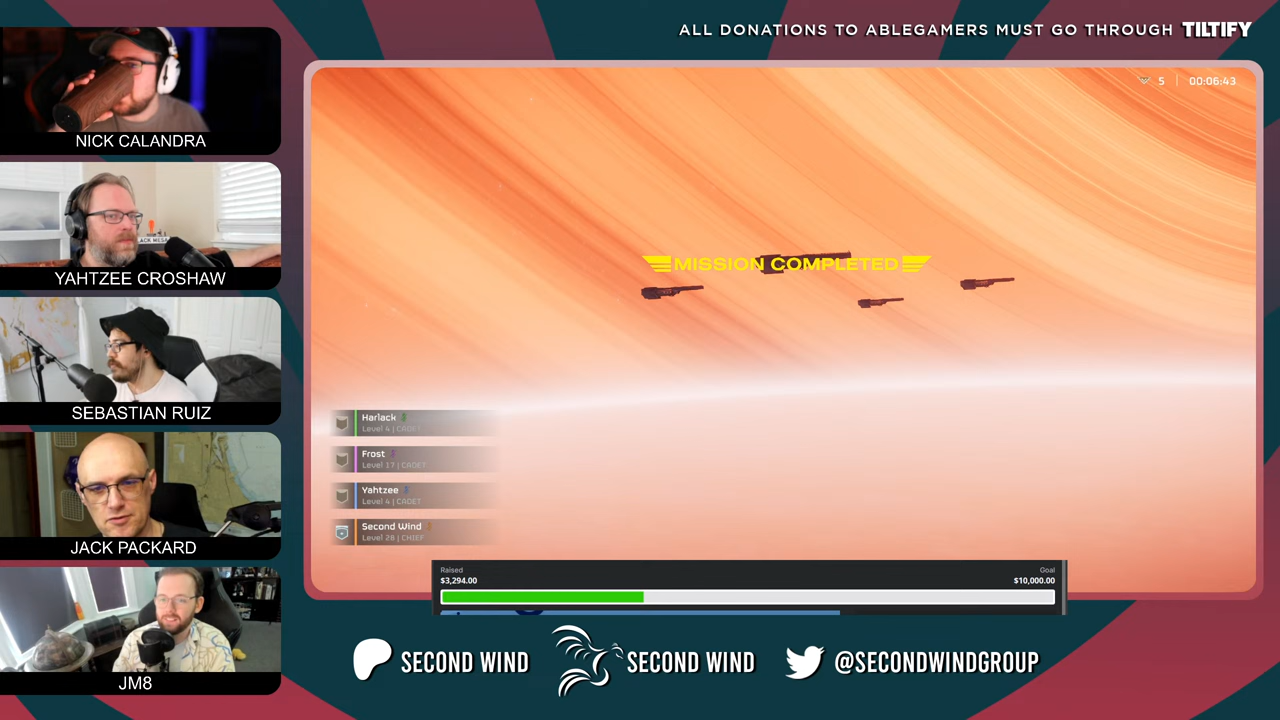 ALL DONATIONS TO ABLEGAMERS MUST GO THROUGH TILTIFY
NICK CALANDRA
YAHTZEE CROSHAW
SEBASTIAN RUIZ
JACK PACKARD
JM8
5 | 00:06:43
MISSION COMPLETED
Harlack
Level 4 | CADET
Frost
Level 17 | CADET
Yahtzee
Level 4 | CADET
Second Wind
Level 28 | CHIEF
Raised Goal
$3,294.00 $10,000.00
SECOND WIND SECOND WIND @SECONDWINDGROUP